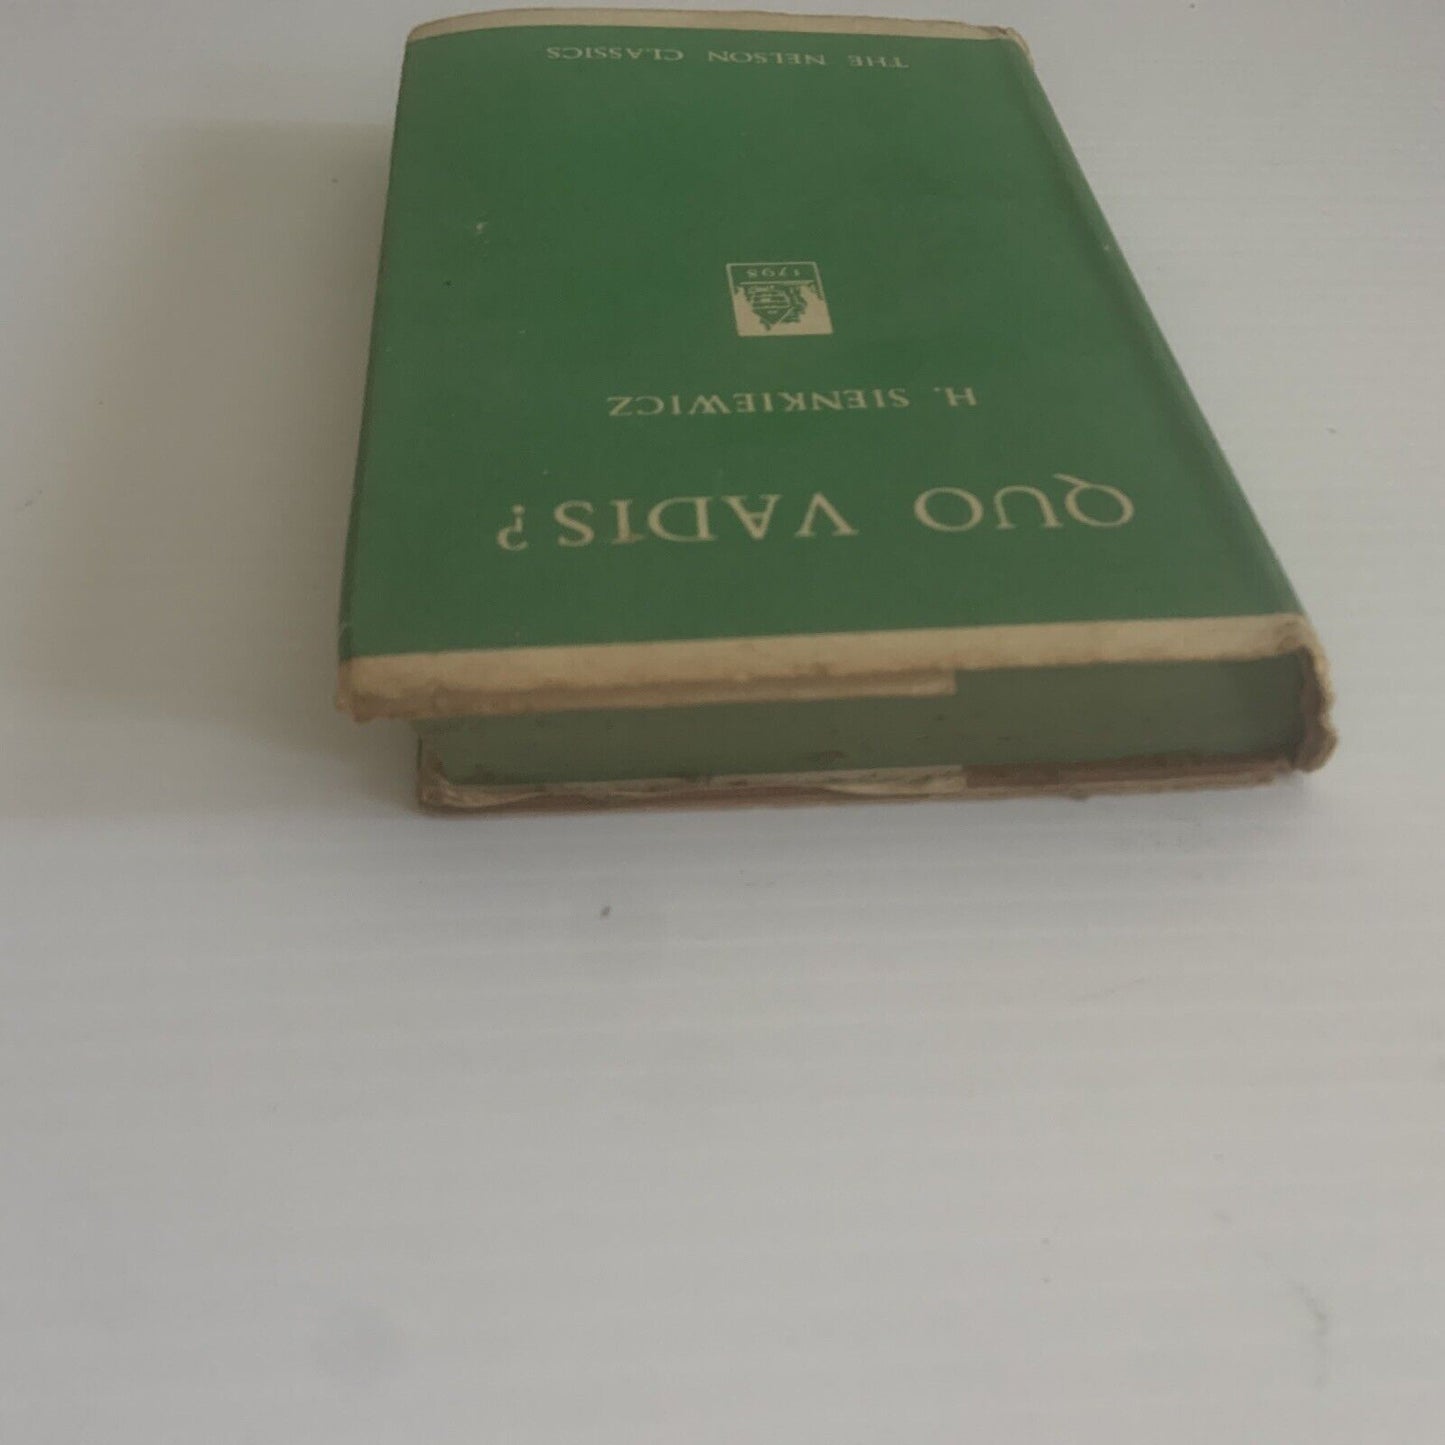 QUO VADIS?
H. SIENKIEWICZ
1798
THE NELSON CLASSICS